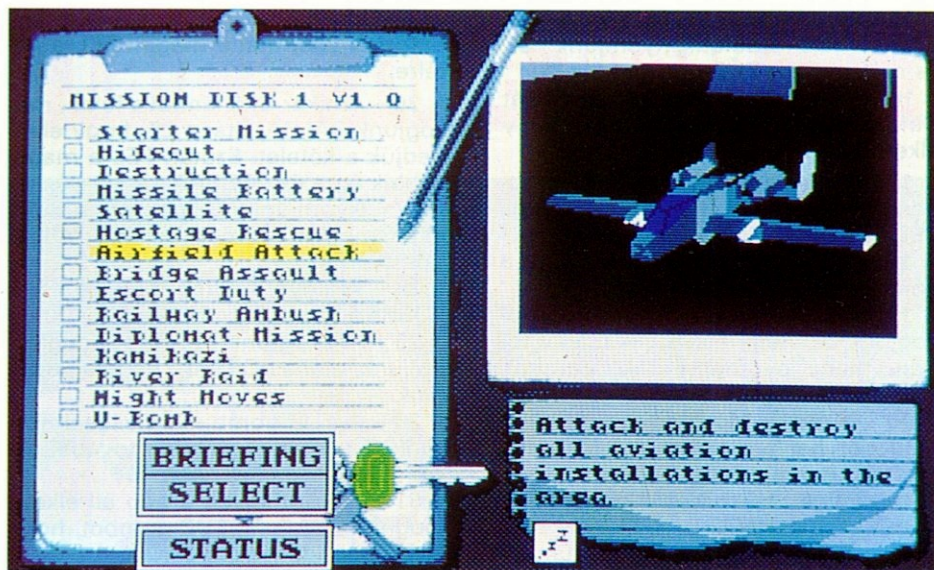 MISSION DISK 1 V1.0
Starter Mission
Hideout
Destruction
Missile Battery
Satellite
Hostage Rescue
Airfield Attack
Bridge Assault
Escort Duty
Railway Ambush
Diplomat Mission
Kamikazi
River Raid
Night Moves
U-Bomb
BRIEFING
SELECT
STATUS
Attack and destroy
all aviation
installations in the
area.
zzZ